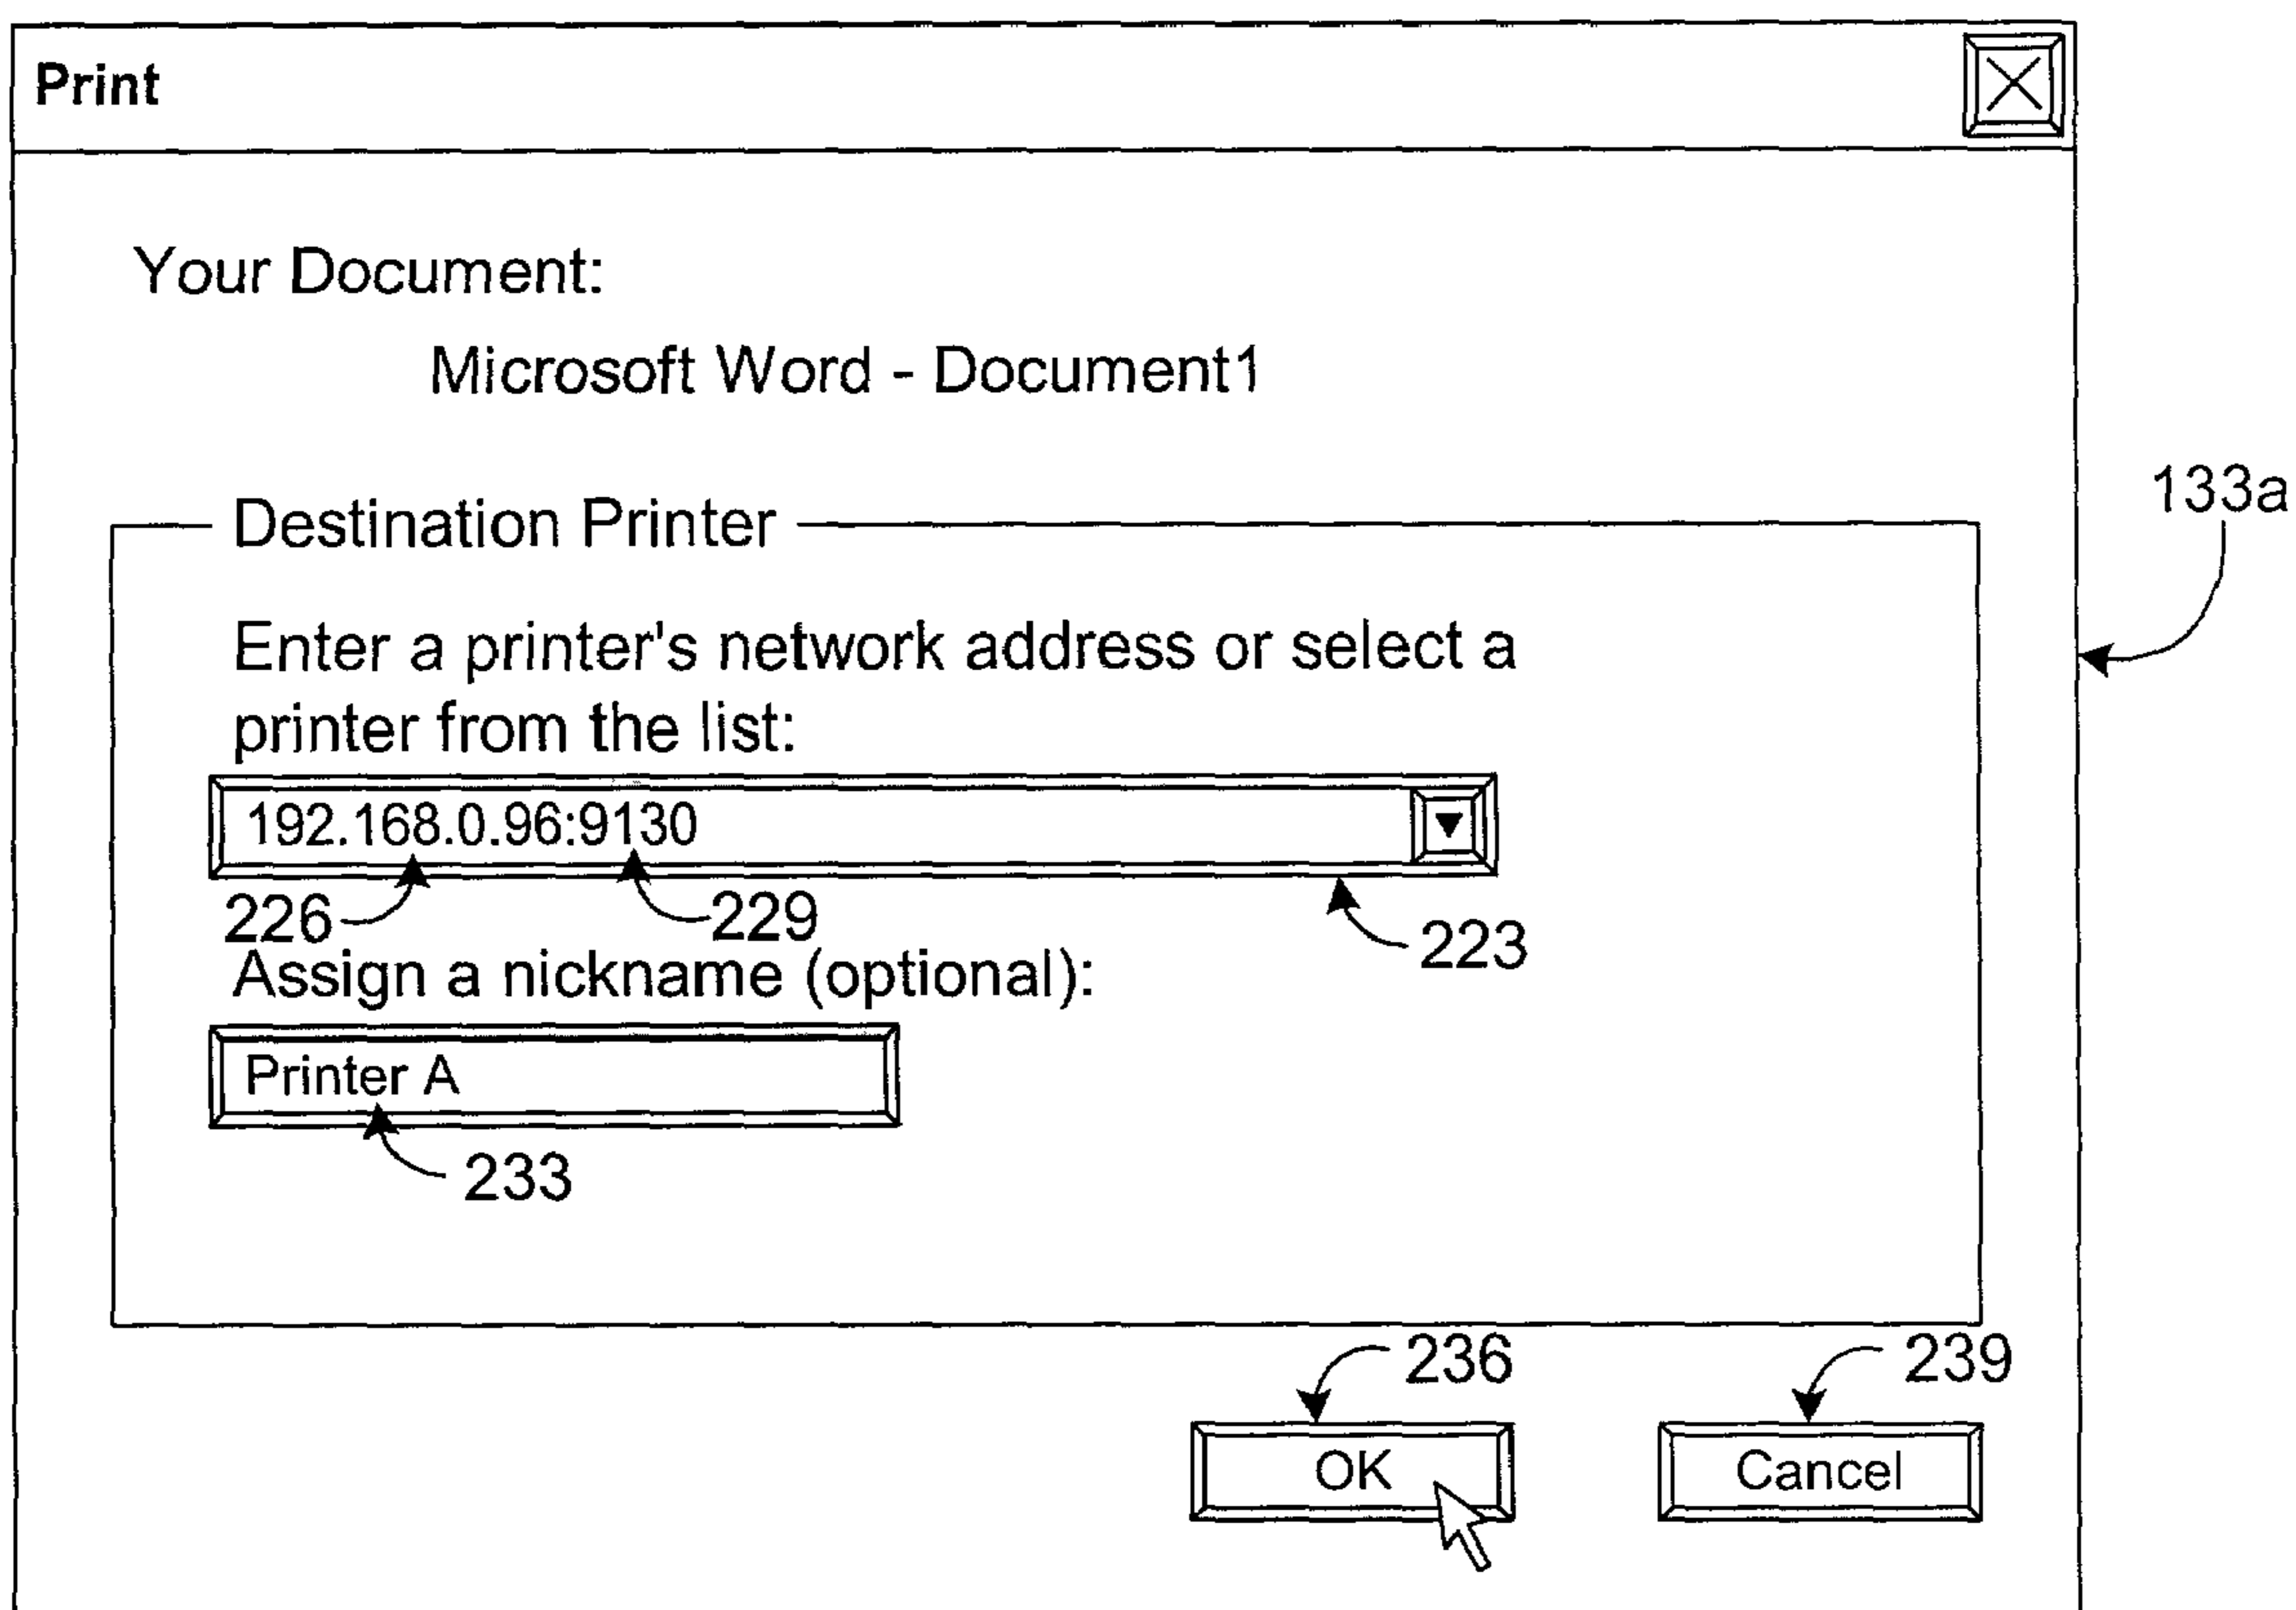 Print
Your Document:
Microsoft Word - Document1
133a
Destination Printer
Enter a printer's network address or select a
printer from the list:
192.168.0.96:9130
226
229
223
Assign a nickname (optional):
Printer A
233
236
239
OK
Cancel